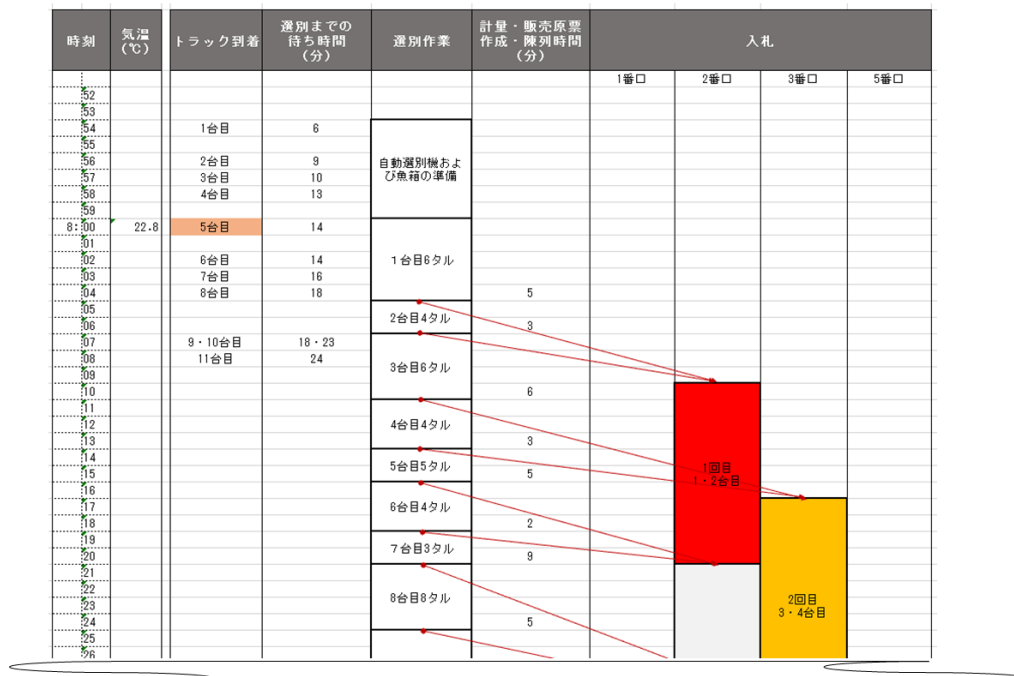 時刻
気温
(℃)
トラック到着
選別までの
待ち時間
(分)
選別作業
計量・販売原票
作成・陳列時間
(分)
入札
1番口
2番口
3番口
5番口
52
53
54
1台目
6
55
56
2台目
9
自動選別機およ
び魚箱の準備
57
3台目
10
58
4台目
13
59
8:00
22.8
5台目
14
01
02
6台目
14
1台目6タル
03
7台目
16
04
8台目
18
5
05
2台目4タル
06
3
07
9・10台目
18・23
08
11台目
24
3台目6タル
09
10
6
11
12
4台目4タル
13
3
14
5台目5タル
1回目
1・2台目
15
5
16
17
6台目4タル
18
2
19
7台目3タル
20
9
21
22
8台目8タル
23
2回目
3・4台目
24
5
25
26